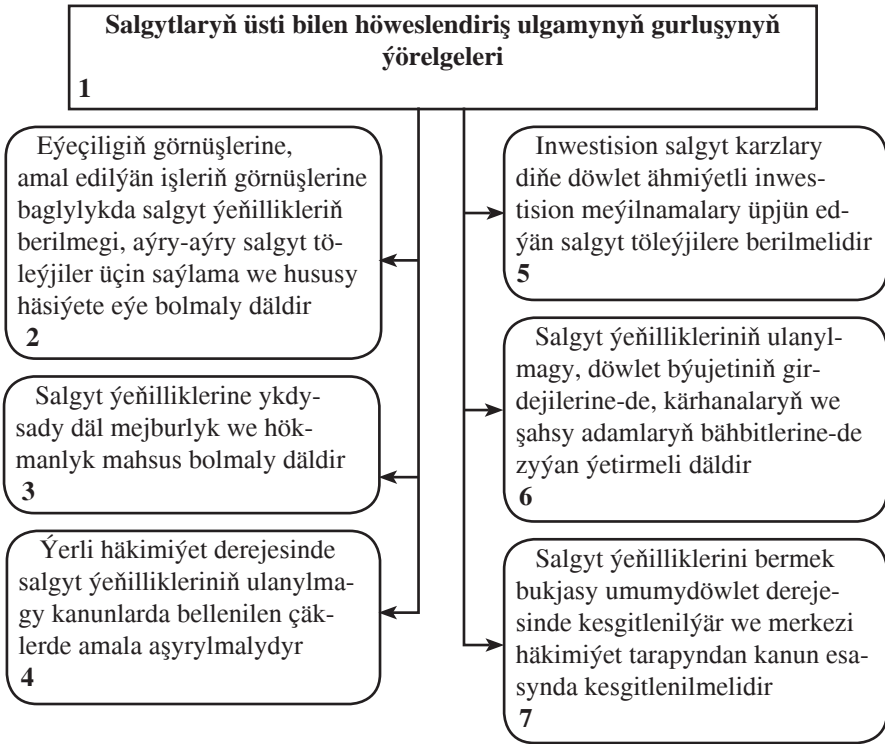 Salgytlaryň üsti bilen höweslendiriş ulgamynyň gurluşynyň
ýörelgeleri
1
Eýeçiligiň görnüşlerine,
amal edilýän işleriň görnüşlerine
baglylykda salgyt ýeňillikleriň
berilmegi, aýry-aýry salgyt tö-
leýjiler üçin saýlama we hususy
häsiýete eýe bolmaly däldir
2
Salgyt ýeňilliklerine ykdy-
sady däl mejburlyk we hök-
manlyk mahsus bolmaly däldir
3
Ýerli häkimiýet derejesinde
salgyt ýeňillikleriniň ulanylma-
gy kanunlarda bellenilen çäk-
lerde amala aşyrylmalydyr
4
Inwestision salgyt karzlary
diňe döwlet ähmiýetli inwes-
tision meýilnamalary üpjün ed-
ýän salgyt töleýjilere berilmelidir
5
Salgyt ýeňillikleriniň ulanyl-
magy, döwlet býujetiniň gir-
dejilerine-de, kärhanalaryň we
şahsy adamlaryň bähbitlerine-de
zyýan ýetirmeli däldir
6
Salgyt ýeňilliklerini bermek
bukjasy umumydöwlet dereje-
sinde kesgitlenilýär we merkezi
häkimiýet tarapyndan kanun esa-
synda kesgitlenilmelidir
7